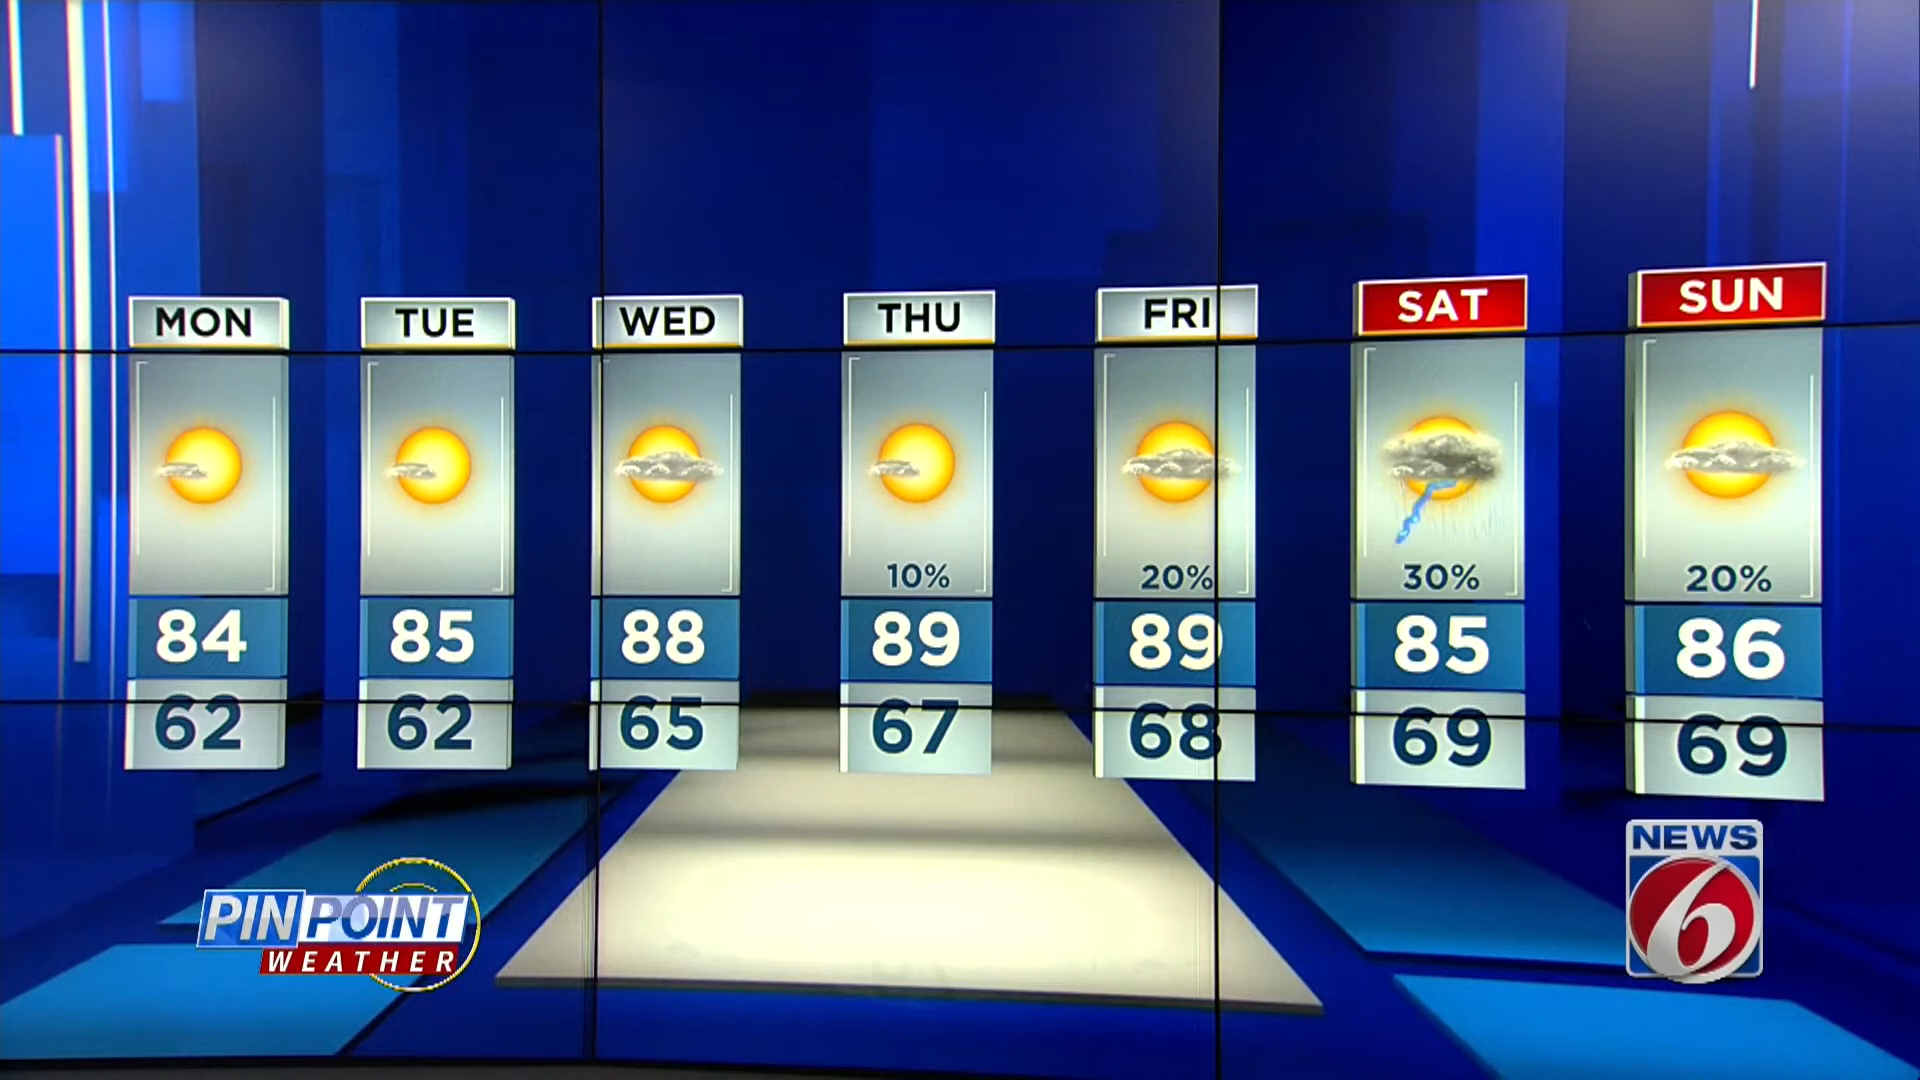 MON TUE WED THU FRI SAT SUN
10% 20% 30% 20%
84 85 88 89 89 85 86
62 62 65 67 68 69 69
PINPOINT
WEATHER
NEWS
6